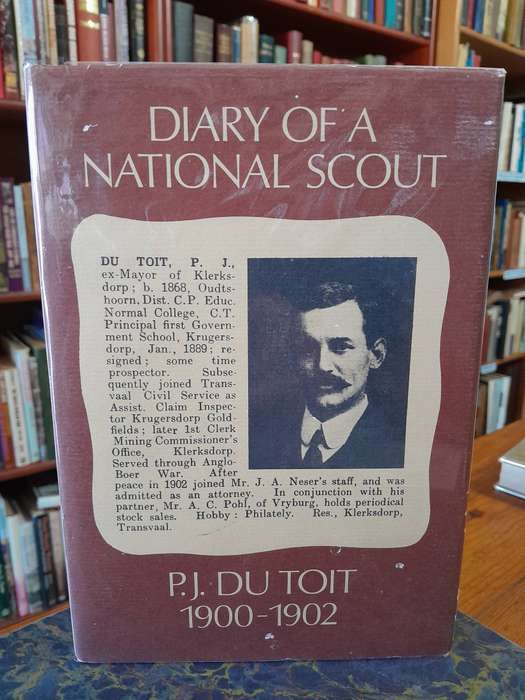 DIARY OF A
NATIONAL SCOUT
DU TOIT, P. J.,
ex-Mayor of Klerks-
dorp; b. 1868, Oudts-
hoorn, Dist. C.P. Educ.
Normal College, C.T.
Principal first Govern-
ment School, Krugers-
dorp, Jan., 1889; re-
signed; some time
prospector. Subse-
quently joined Trans-
vaal Civil Service as
Assist. Claim Inspec-
tor Krugersdorp Gold-
fields; later 1st Clerk
Mining Commissioner's
Office, Klerksdorp.
Served through Anglo-
Boer War. After
peace in 1902 joined Mr. J. A. Neser's staff, and was
admitted as an attorney. In conjunction with his
partner, Mr. A. C. Pohl, of Vryburg, holds periodical
stock sales. Hobby: Philately. Res., Klerksdorp,
Transvaal.
P.J. DU TOIT
1900-1902